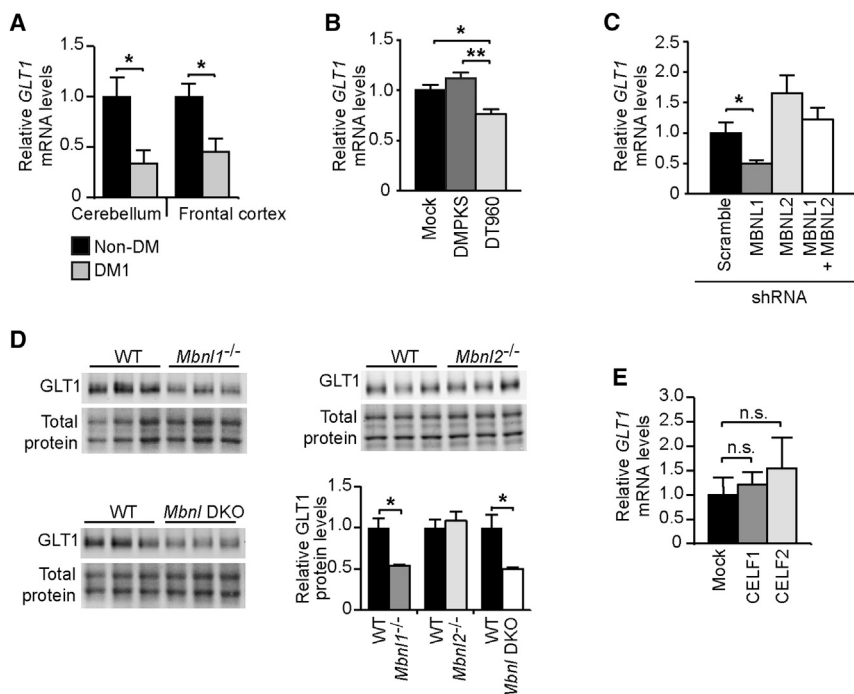 A
Relative GLT1
mRNA levels
1.5
1.0
0.5
0
*
*
Cerebellum
Frontal cortex
Non-DM
DM1
B
Relative GLT1
mRNA levels
1.5
1.0
0.5
0
*
**
Mock
DMPKS
DT960
C
Relative GLT1
mRNA levels
2.5
2.0
1.5
1.0
0.5
0
*
Scramble
MBNL1
MBNL2
MBNL1
+ MBNL2
shRNA
D
WT
Mbnl1-/-
GLT1
Total
protein
WT
Mbnl2-/-
GLT1
Total
protein
WT
Mbnl DKO
GLT1
Total
protein
Relative GLT1
protein levels
1.5
1.0
0.5
0
*
*
WT
Mbnl1-/-
WT
Mbnl2-/-
WT
Mbnl DKO
E
Relative GLT1
mRNA levels
3.0
2.5
2.0
1.5
1.0
0.5
0
n.s.
n.s.
Mock
CELF1
CELF2